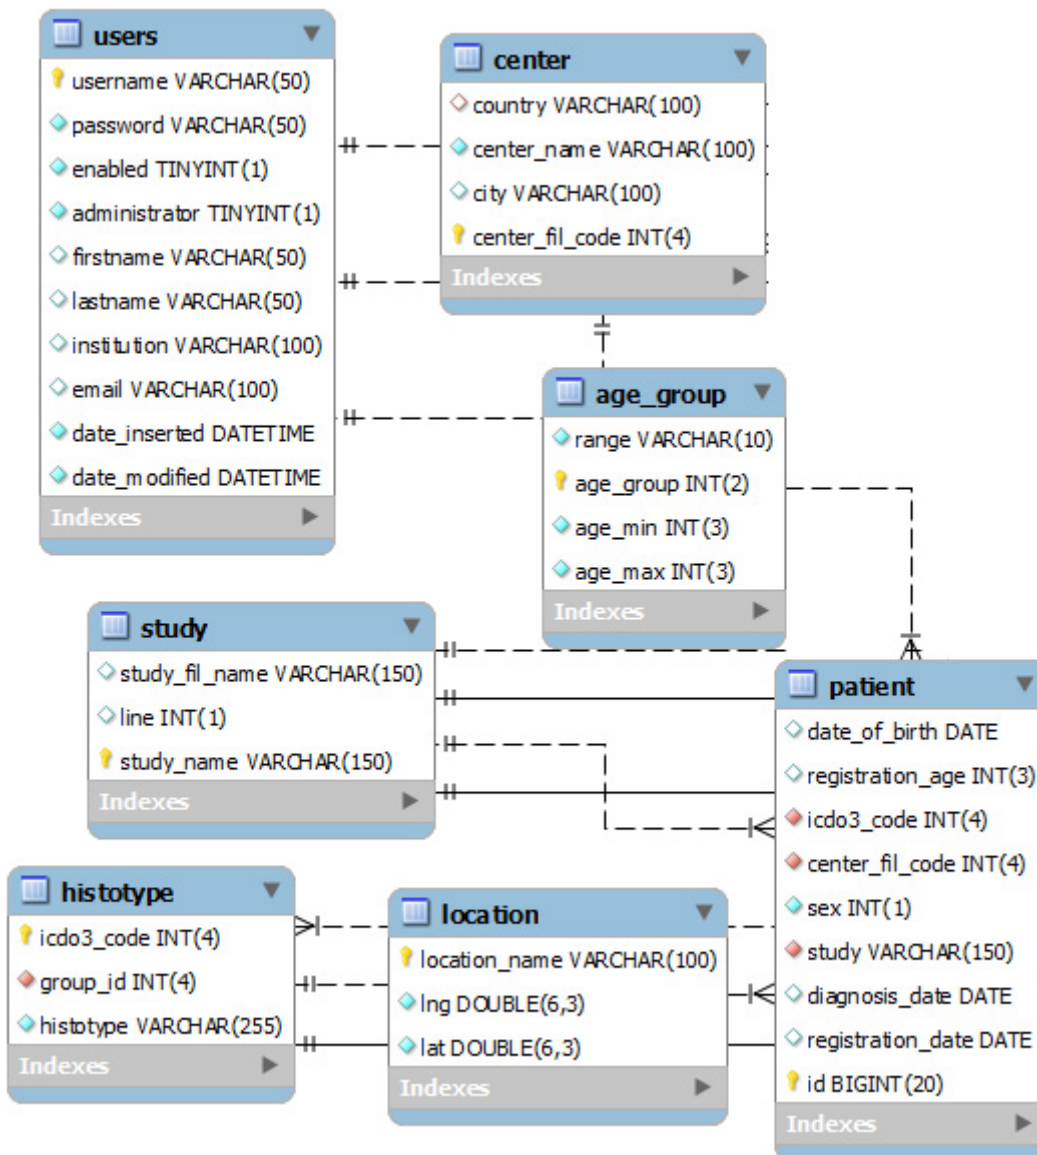 users
username VARCHAR(50)
password VARCHAR(50)
enabled TINYINT(1)
administrator TINYINT(1)
firstname VARCHAR(50)
lastname VARCHAR(50)
institution VARCHAR(100)
email VARCHAR(100)
date_inserted DATETIME
date_modified DATETIME
Indexes
center
country VARCHAR(100)
center_name VARCHAR(100)
city VARCHAR(100)
center_fil_code INT(4)
Indexes
age_group
range VARCHAR(10)
age_group INT(2)
age_min INT(3)
age_max INT(3)
Indexes
study
study_fil_name VARCHAR(150)
line INT(1)
study_name VARCHAR(150)
Indexes
patient
date_of_birth DATE
registration_age INT(3)
icdo3_code INT(4)
center_fil_code INT(4)
sex INT(1)
study VARCHAR(150)
diagnosis_date DATE
registration_date DATE
id BIGINT(20)
Indexes
histotype
icdo3_code INT(4)
group_id INT(4)
histotype VARCHAR(255)
Indexes
location
location_name VARCHAR(100)
lng DOUBLE(6,3)
lat DOUBLE(6,3)
Indexes